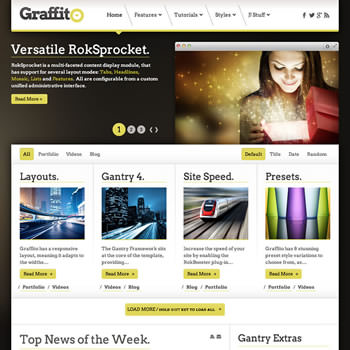 Graffito
Home Features Tutorials Styles
Versatile RokSprocket.
RokSprocket is a multi-faceted content display module, that
has support for several layout modes: Tabs, Headlines,
Mosaic, Lists and Features. All are configurable from a custom
unified administrative interface.
Read More »
1 2 3
All Portfolio Videos Blog Default Title Date Random
Layouts.
Graffito has a responsive
layout, meaning it adapts
to the widths....
Read More »
/ Portfolio / Videos
Gantry 4.
The Gantry Framework sits
at the core of the template,
providing....
Read More »
/ Portfolio / Videos
Site Speed.
Increase the speed of your
site by enabling the
RokBooster plug-in....
Read More »
/ Blog / Portfolio
Presets.
Graffito has 8 stunning
preset style variations to
choose from, as....
Read More »
/ Blog / Portfolio
LOAD MORE / HOLD SHIFT KEY TO LOAD ALL
Top News of the Week.
Gantry Extras